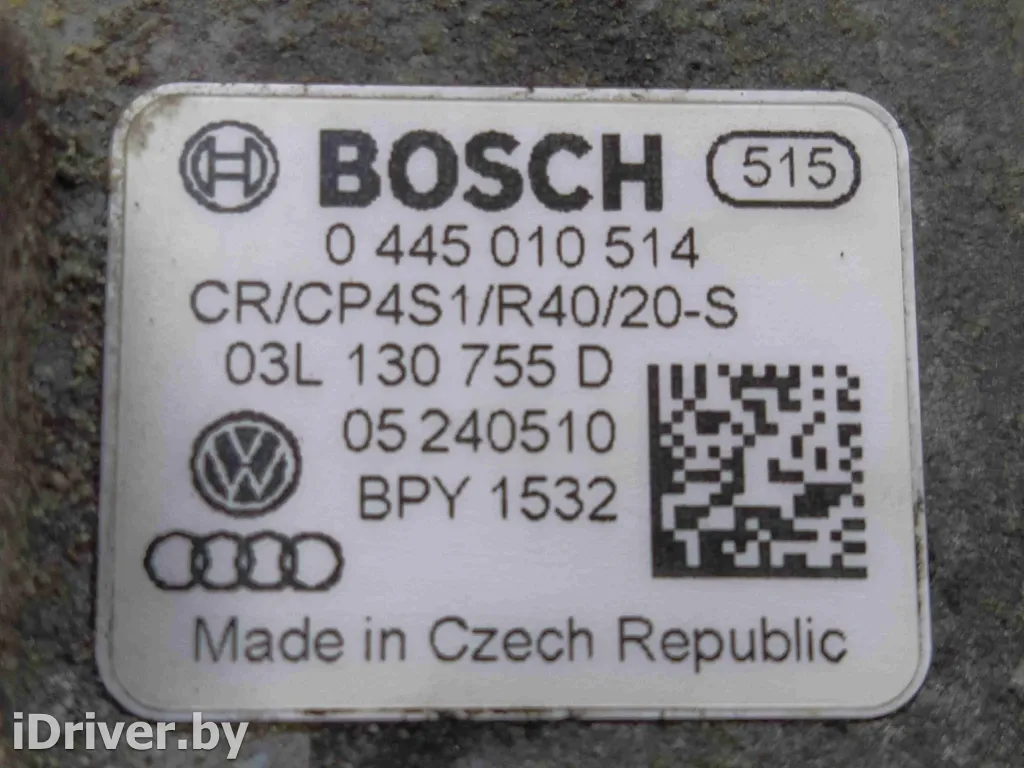 BOSCH 515
0 445 010 514
CR/CP4S1/R40/20-S
03L 130 755 D
05 240510
BPY 1532
Made in Czech Republic
iDriver.by